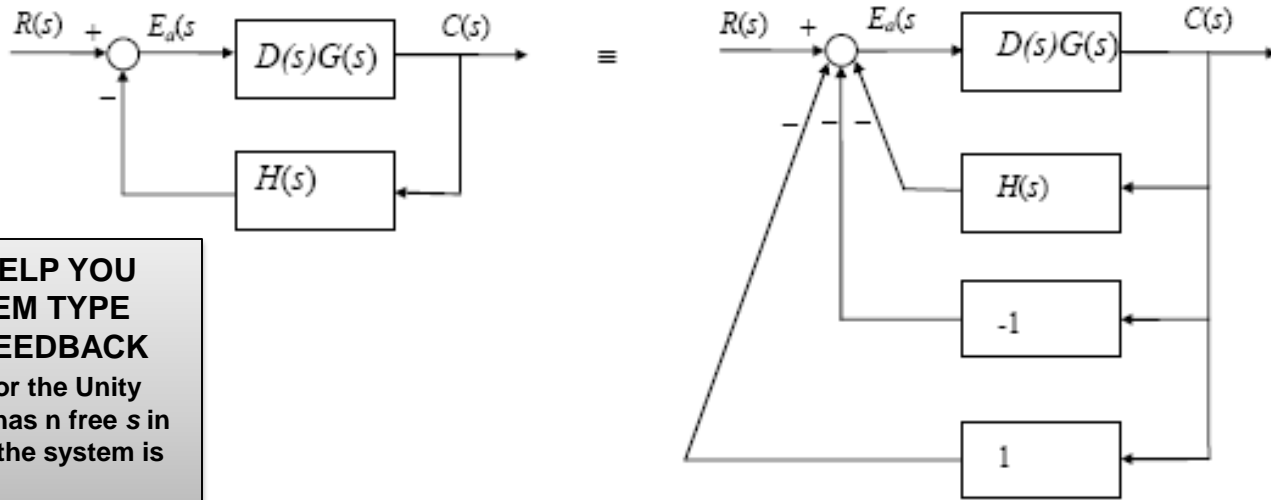 R(s) + E_a(s C(s)
D(s)G(s)
–
H(s)
≡
R(s) + E_a(s C(s)
D(s)G(s)
– – –
H(s)
-1
1
ELP YOU
EM TYPE
EEDBACK
or the Unity
has n free s in
the system is